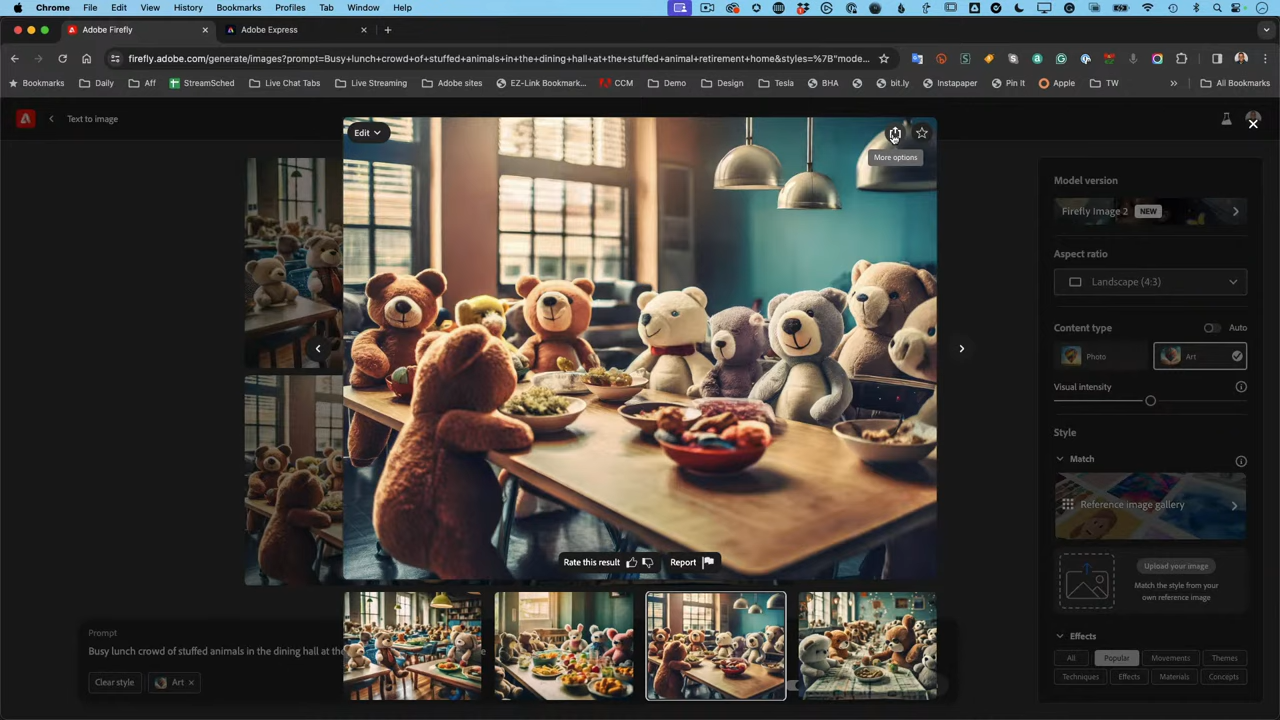 Chrome File Edit View History Bookmarks Profiles Tab Window Help
Adobe Firefly
Adobe Express
firefly.adobe.com/generate/images?prompt=Busy+lunch+crowd+of+stuffed+animals+in+the+dining+hall+at+the+stuffed+animal+retirement+home&styles=%7B"mode...
Bookmarks Daily Aff StreamSched Live Chat Tabs Live Streaming Adobe sites EZ-Link Bookmark... CCM Demo Design Tesla BHA bit.ly Instapaper Pin It Apple TW » All Bookmarks
Text to image
Edit
More options
Model version
Firefly Image 2 NEW
Aspect ratio
Landscape (4:3)
Content type Auto
Photo Art
Visual intensity
Style
Match
Reference image gallery
Upload your image
Match the style from your
own reference image
Rate this result Report
Prompt
Busy lunch crowd of stuffed animals in the dining hall at the
Clear style Art ×
Effects
All Popular Movements Themes
Techniques Effects Materials Concepts